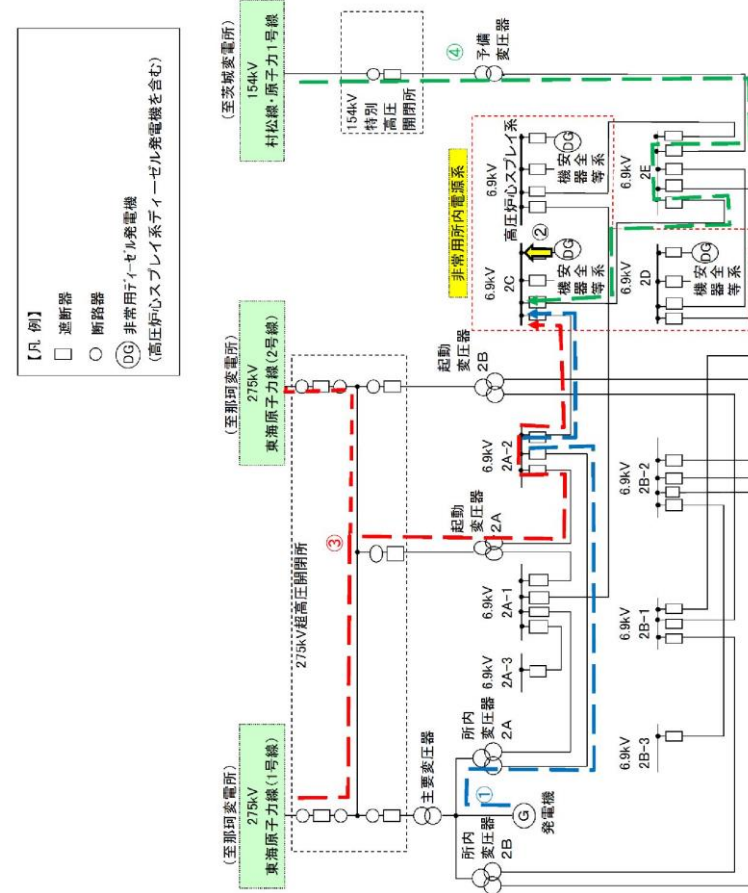 【凡 例】
□ 遮断器
○ 断路器
DG 非常用ディーゼル発電機
(高圧炉心スプレイ系ディーゼル発電機を含む)
(至那珂変電所)
275kV
東海原子力線(1号線)
(至那珂変電所)
275kV
東海原子力線(2号線)
(至茨城変電所)
154kV
村松線・原子力1号線
275kV超高圧開閉所
③
154kV
特別
高圧
開閉所
④
予備
変圧器
主要変圧器
所内
変圧器
2B
①
G
発電機
所内
変圧器
2A
起動
変圧器
2A
起動
変圧器
2B
6.9kV
2A-3
6.9kV
2A-1
6.9kV
2A-2
非常用所内電源系
6.9kV
2C
②
DG
安全系
機器等
6.9kV
高圧炉心スプレイ系
DG
安全系
機器等
6.9kV
2B-3
6.9kV
2B-1
6.9kV
2B-2
6.9kV
2D
DG
安全系
機器等
6.9kV
2E